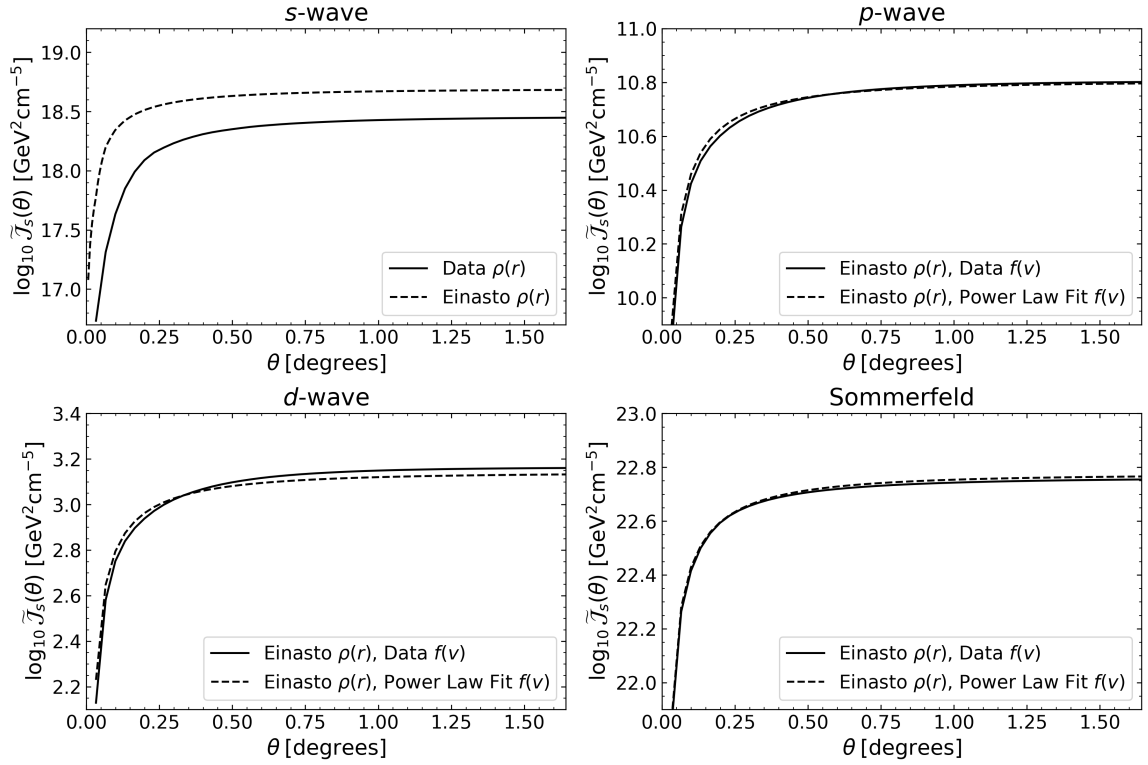 s-wave
log₁₀ J̃ₛ(θ) [GeV²cm⁻⁵]
19.0
18.5
18.0
17.5
17.0
Data ρ(r)
Einasto ρ(r)
0.00 0.25 0.50 0.75 1.00 1.25 1.50
θ [degrees]
p-wave
log₁₀ J̃ₛ(θ) [GeV²cm⁻⁵]
11.0
10.8
10.6
10.4
10.2
10.0
Einasto ρ(r), Data f(v)
Einasto ρ(r), Power Law Fit f(v)
0.00 0.25 0.50 0.75 1.00 1.25 1.50
θ [degrees]
d-wave
log₁₀ J̃ₛ(θ) [GeV²cm⁻⁵]
3.4
3.2
3.0
2.8
2.6
2.4
2.2
Einasto ρ(r), Data f(v)
Einasto ρ(r), Power Law Fit f(v)
0.00 0.25 0.50 0.75 1.00 1.25 1.50
θ [degrees]
Sommerfeld
log₁₀ J̃ₛ(θ) [GeV²cm⁻⁵]
23.0
22.8
22.6
22.4
22.2
22.0
Einasto ρ(r), Data f(v)
Einasto ρ(r), Power Law Fit f(v)
0.00 0.25 0.50 0.75 1.00 1.25 1.50
θ [degrees]